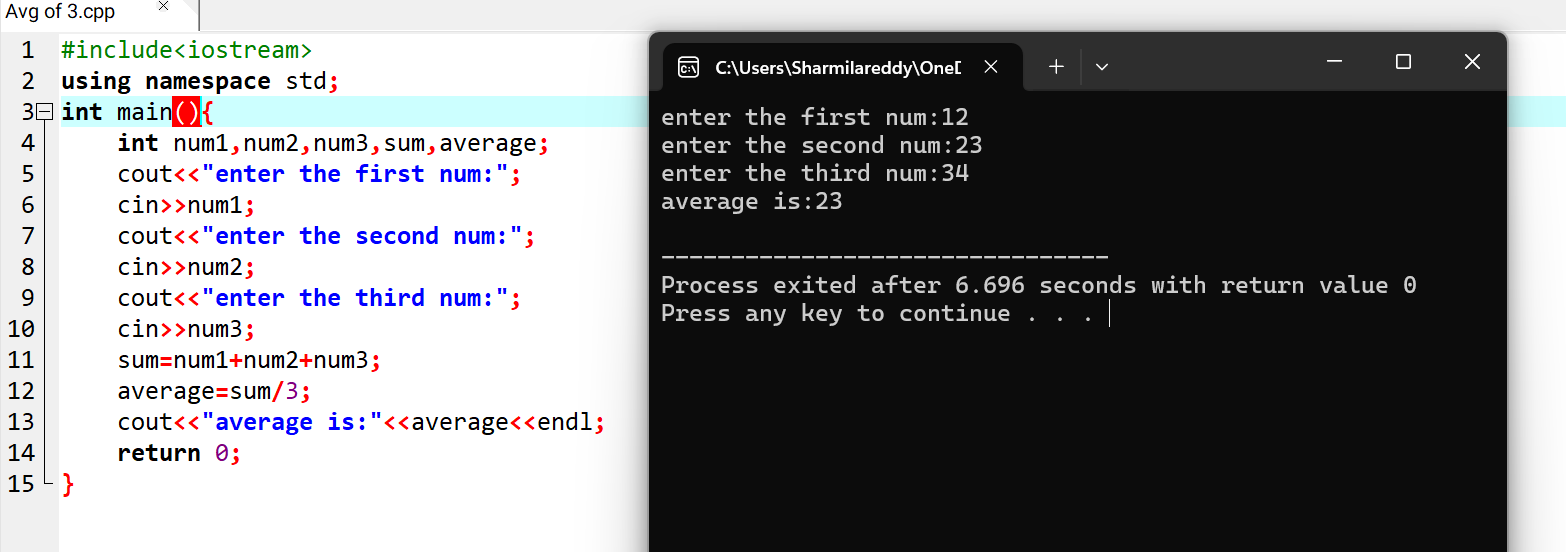 Avg of 3.cpp
1 #include<iostream>
2 using namespace std;
3 int main(){
4 int num1,num2,num3,sum,average;
5 cout<<"enter the first num:";
6 cin>>num1;
7 cout<<"enter the second num:";
8 cin>>num2;
9 cout<<"enter the third num:";
10 cin>>num3;
11 sum=num1+num2+num3;
12 average=sum/3;
13 cout<<"average is:"<<average<<endl;
14 return 0;
15 }
C:\Users\Sharmilareddy\OneD
enter the first num:12
enter the second num:23
enter the third num:34
average is:23
--------------------------------
Process exited after 6.696 seconds with return value 0
Press any key to continue . . .